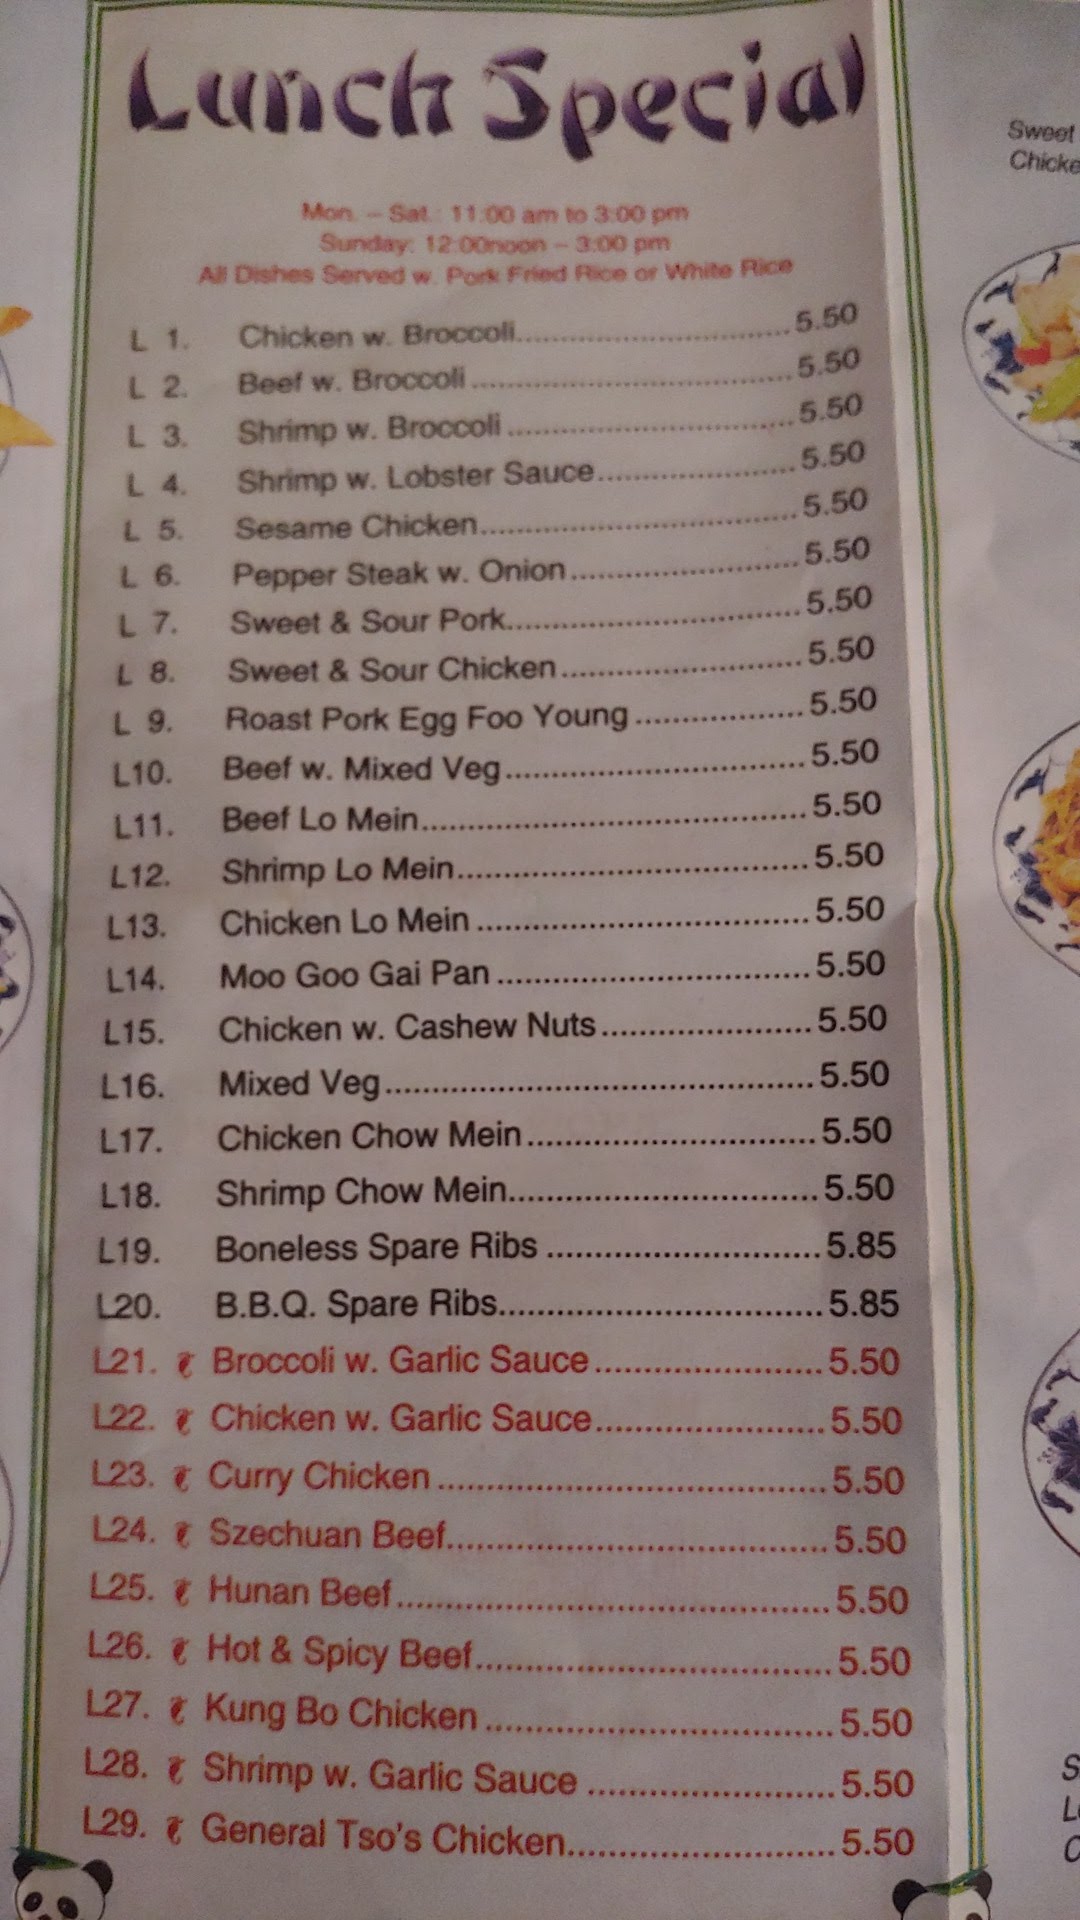 Lunch Special
Mon. – Sat.: 11:00 am to 3:00 pm
Sunday: 12:00noon – 3:00 pm
All Dishes Served w. Pork Fried Rice or White Rice
L 1. Chicken w. Broccoli 5.50
L 2. Beef w. Broccoli 5.50
L 3. Shrimp w. Broccoli 5.50
L 4. Shrimp w. Lobster Sauce 5.50
L 5. Sesame Chicken 5.50
L 6. Pepper Steak w. Onion 5.50
L 7. Sweet & Sour Pork 5.50
L 8. Sweet & Sour Chicken 5.50
L 9. Roast Pork Egg Foo Young 5.50
L10. Beef w. Mixed Veg 5.50
L11. Beef Lo Mein 5.50
L12. Shrimp Lo Mein 5.50
L13. Chicken Lo Mein 5.50
L14. Moo Goo Gai Pan 5.50
L15. Chicken w. Cashew Nuts 5.50
L16. Mixed Veg 5.50
L17. Chicken Chow Mein 5.50
L18. Shrimp Chow Mein 5.50
L19. Boneless Spare Ribs 5.85
L20. B.B.Q. Spare Ribs 5.85
L21. Broccoli w. Garlic Sauce 5.50
L22. Chicken w. Garlic Sauce 5.50
L23. Curry Chicken 5.50
L24. Szechuan Beef 5.50
L25. Hunan Beef 5.50
L26. Hot & Spicy Beef 5.50
L27. Kung Bo Chicken 5.50
L28. Shrimp w. Garlic Sauce 5.50
L29. General Tso's Chicken 5.50
Sweet